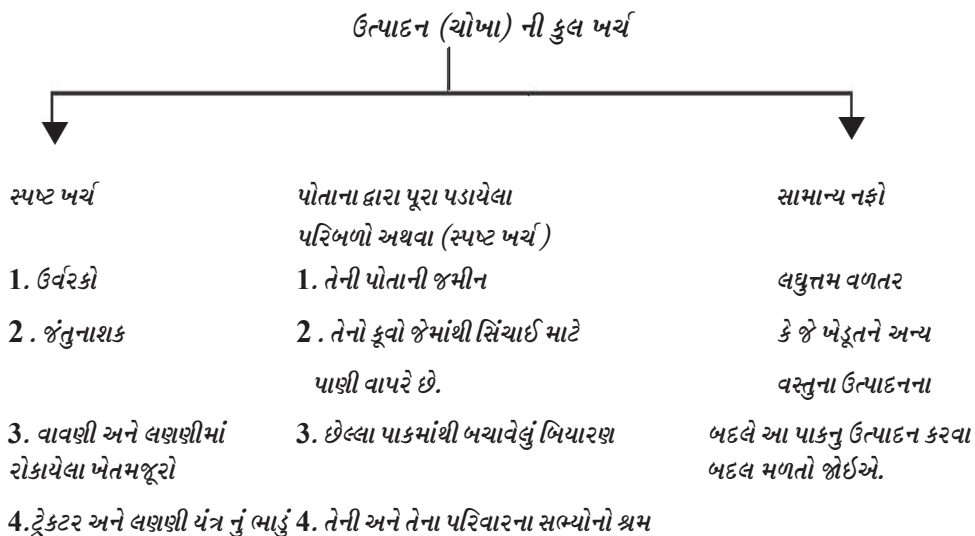 ઉત્પાદન (ચોખા) ની કુલ ખર્ચ
સ્પષ્ટ ખર્ચ
1. ઉર્વરકો
2 . જંતુનાશક
3. વાવણી અને લણણીમાં
રોકાયેલા ખેતમજૂરો
4.ટ્રેકટર અને લણણી યંત્ર નું ભાડું
પોતાના દ્વારા પૂરા પડાયેલા
પરિબળો અથવા (સ્પષ્ટ ખર્ચ )
1. તેની પોતાની જમીન
2 . તેનો કૂવો જેમાંથી સિંચાઈ માટે
પાણી વાપરે છે.
3. છેલ્લા પાકમાંથી બચાવેલું બિયારણ
4. તેની અને તેના પરિવારના સભ્યોનો શ્રમ
સામાન્ય નફો
લઘુત્તમ વળતર
કે જે ખેડૂતને અન્ય
વસ્તુના ઉત્પાદનના
બદલે આ પાકનુ ઉત્પાદન કરવા
બદલ મળતો જોઈએ.